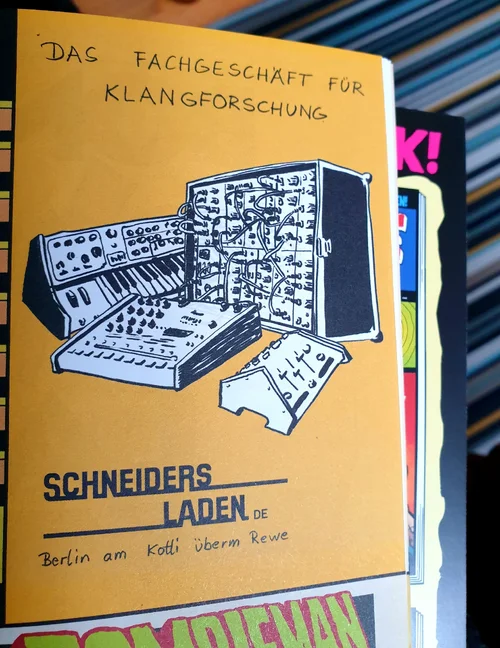 DAS FACHGESCHÄFT FÜR
KLANGFORSCHUNG
SCHNEIDERS
LADEN.DE
Berlin am Kotti überm Rewe
K!